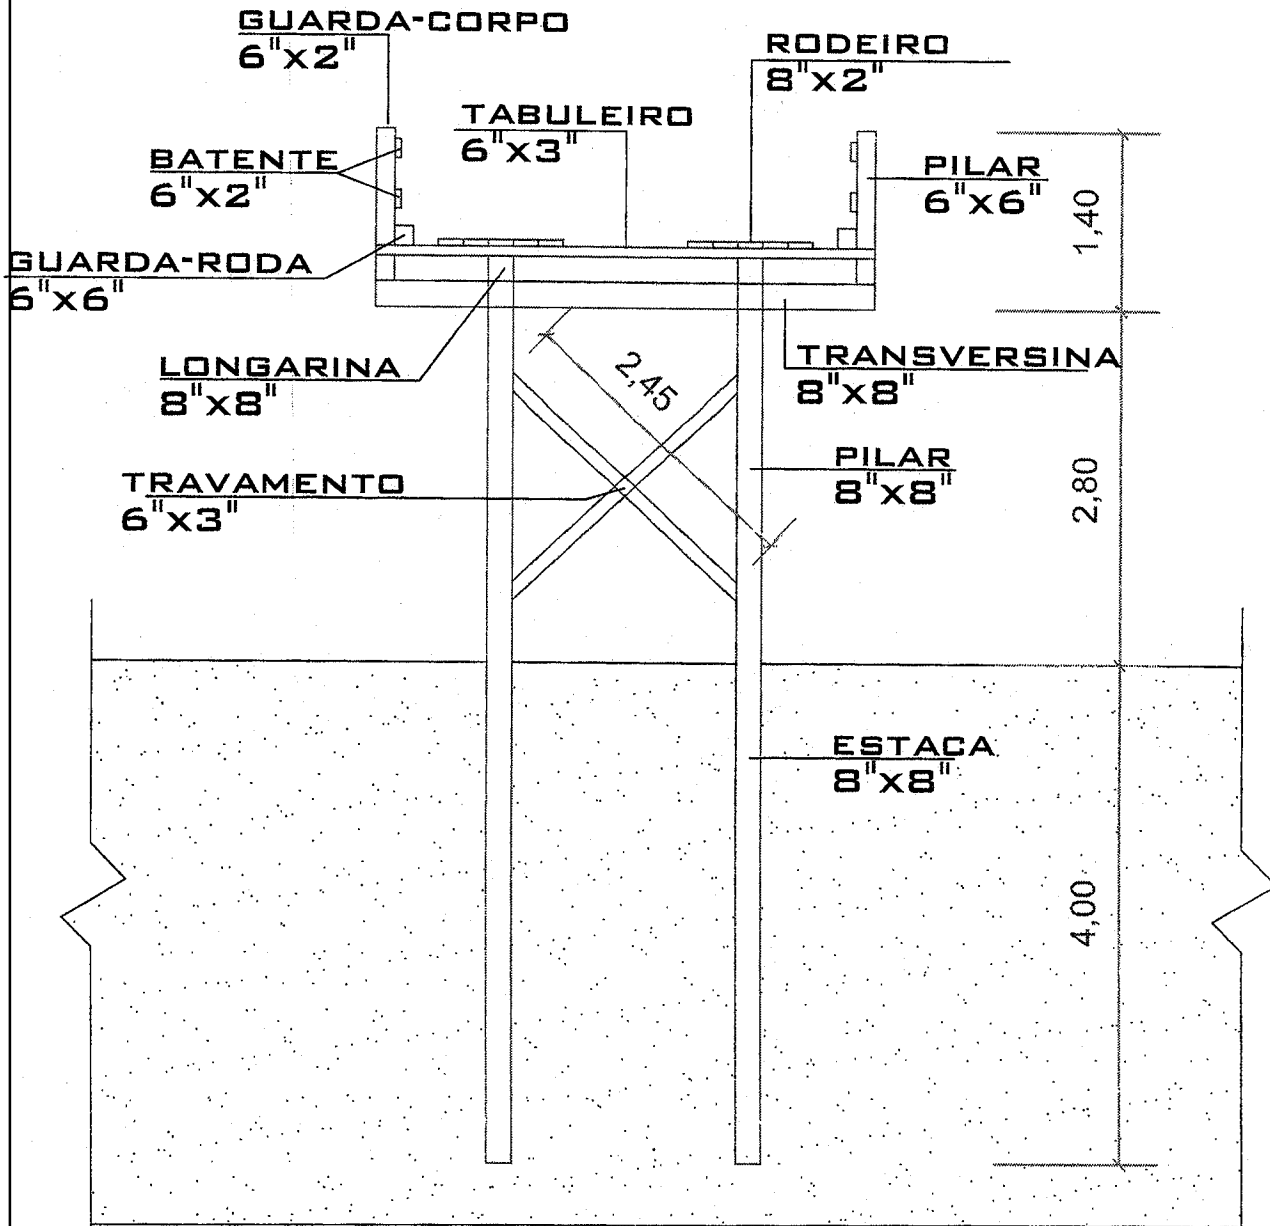 GUARDA-CORPO
6"x2"
RODEIRO
8"x2"
TABULEIRO
6"x3"
BATENTE
6"x2"
PILAR
6"x6"
1,40
GUARDA-RODA
6"x6"
LONGARINA
8"x8"
2,45
TRANSVERSINA
8"x8"
TRAVAMENTO
6"x3"
PILAR
8"x8"
2,80
ESTACA
8"x8"
4,00